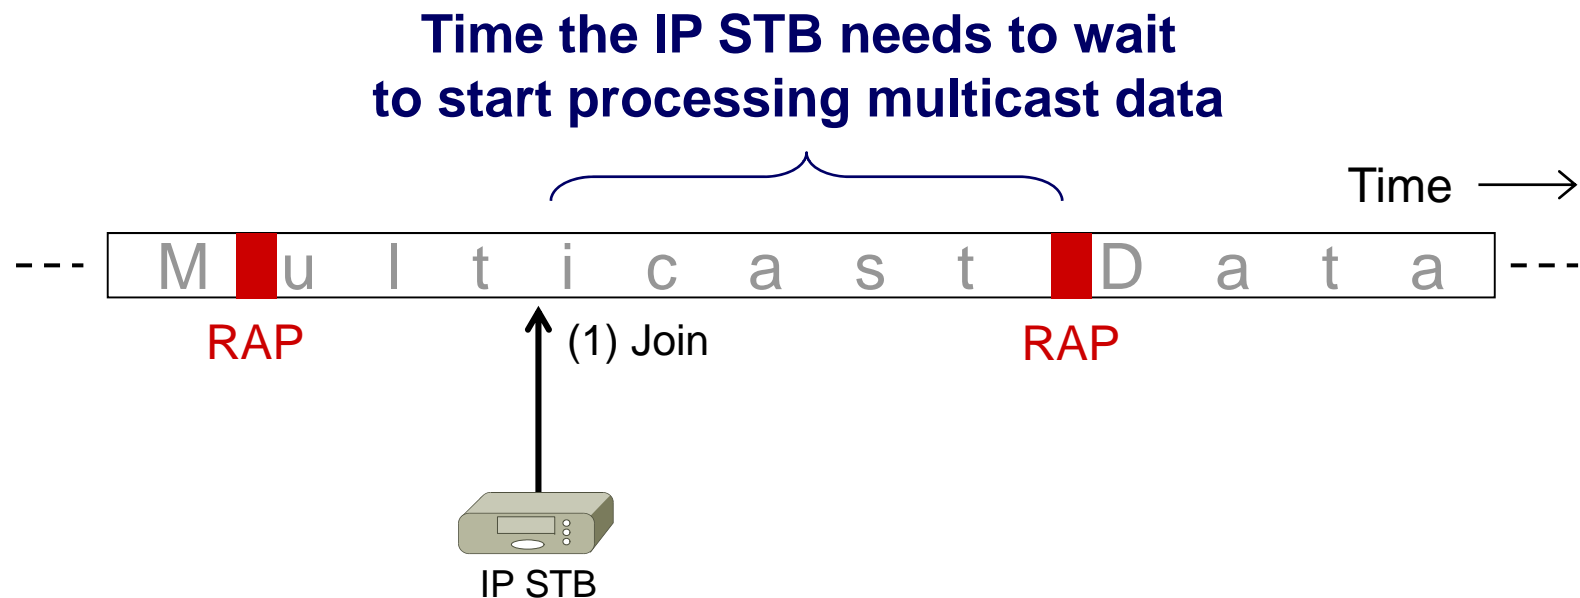 Time the IP STB needs to wait
to start processing multicast data
Time
M u l t i c a s t D a t a
RAP
(1) Join
RAP
IP STB